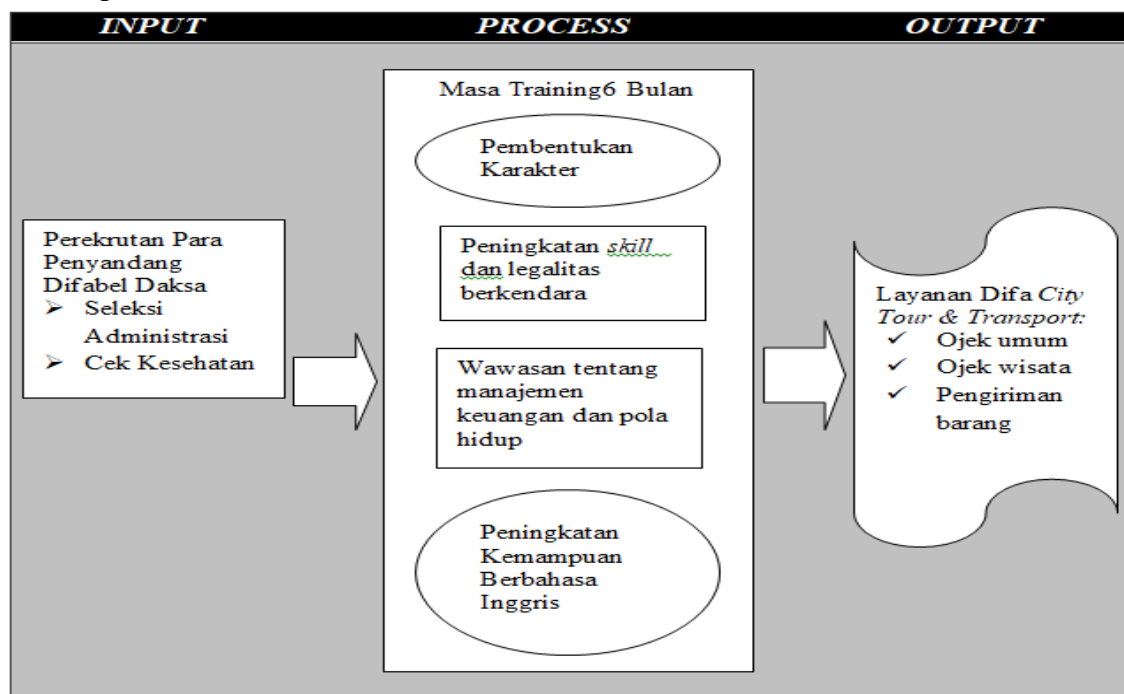 INPUT PROCESS OUTPUT
Perekrutan Para
Penyandang
Difabel Daksa
➢ Seleksi
Administrasi
➢ Cek Kesehatan
Masa Training6 Bulan
Pembentukan
Karakter
Peningkatan skill
dan legalitas
berkendara
Wawasan tentang
manajemen
keuangan dan pola
hidup
Peningkatan
Kemampuan
Berbahasa
Inggris
Layanan Difa City
Tour & Transport:
✓ Ojek umum
✓ Ojek wisata
✓ Pengiriman
barang